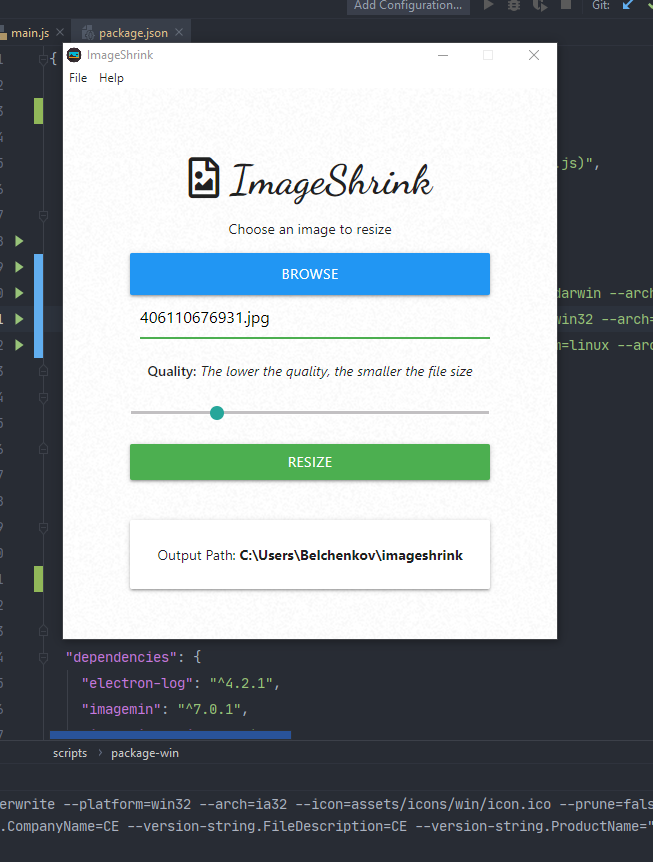 Add Configuration... Git:
main.js package.json
{
ImageShrink
File Help
js)",
ImageShrink
Choose an image to resize
BROWSE
darwin --arch
406110676931.jpg
win32 --arch=
=linux --arc
Quality: The lower the quality, the smaller the file size
RESIZE
Output Path: C:\Users\Belchenkov\imageshrink
"dependencies": {
"electron-log": "^4.2.1",
"imagemin": "^7.0.1",
scripts > package-win
erwrite --platform=win32 --arch=ia32 --icon=assets/icons/win/icon.ico --prune=fals
.CompanyName=CE --version-string.FileDescription=CE --version-string.ProductName="